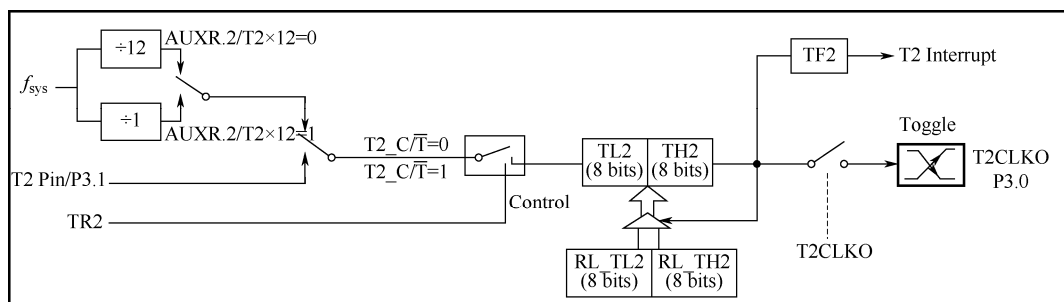 ÷12
AUXR.2/T2×12=0
fsys
÷1
AUXR.2/T2×12=1
T2 Pin/P3.1
TR2
T2_C/T̅=0
T2_C/T̅=1
Control
TL2
(8 bits)
TH2
(8 bits)
RL_TL2
(8 bits)
RL_TH2
(8 bits)
TF2
T2 Interrupt
Toggle
T2CLKO
P3.0
T2CLKO